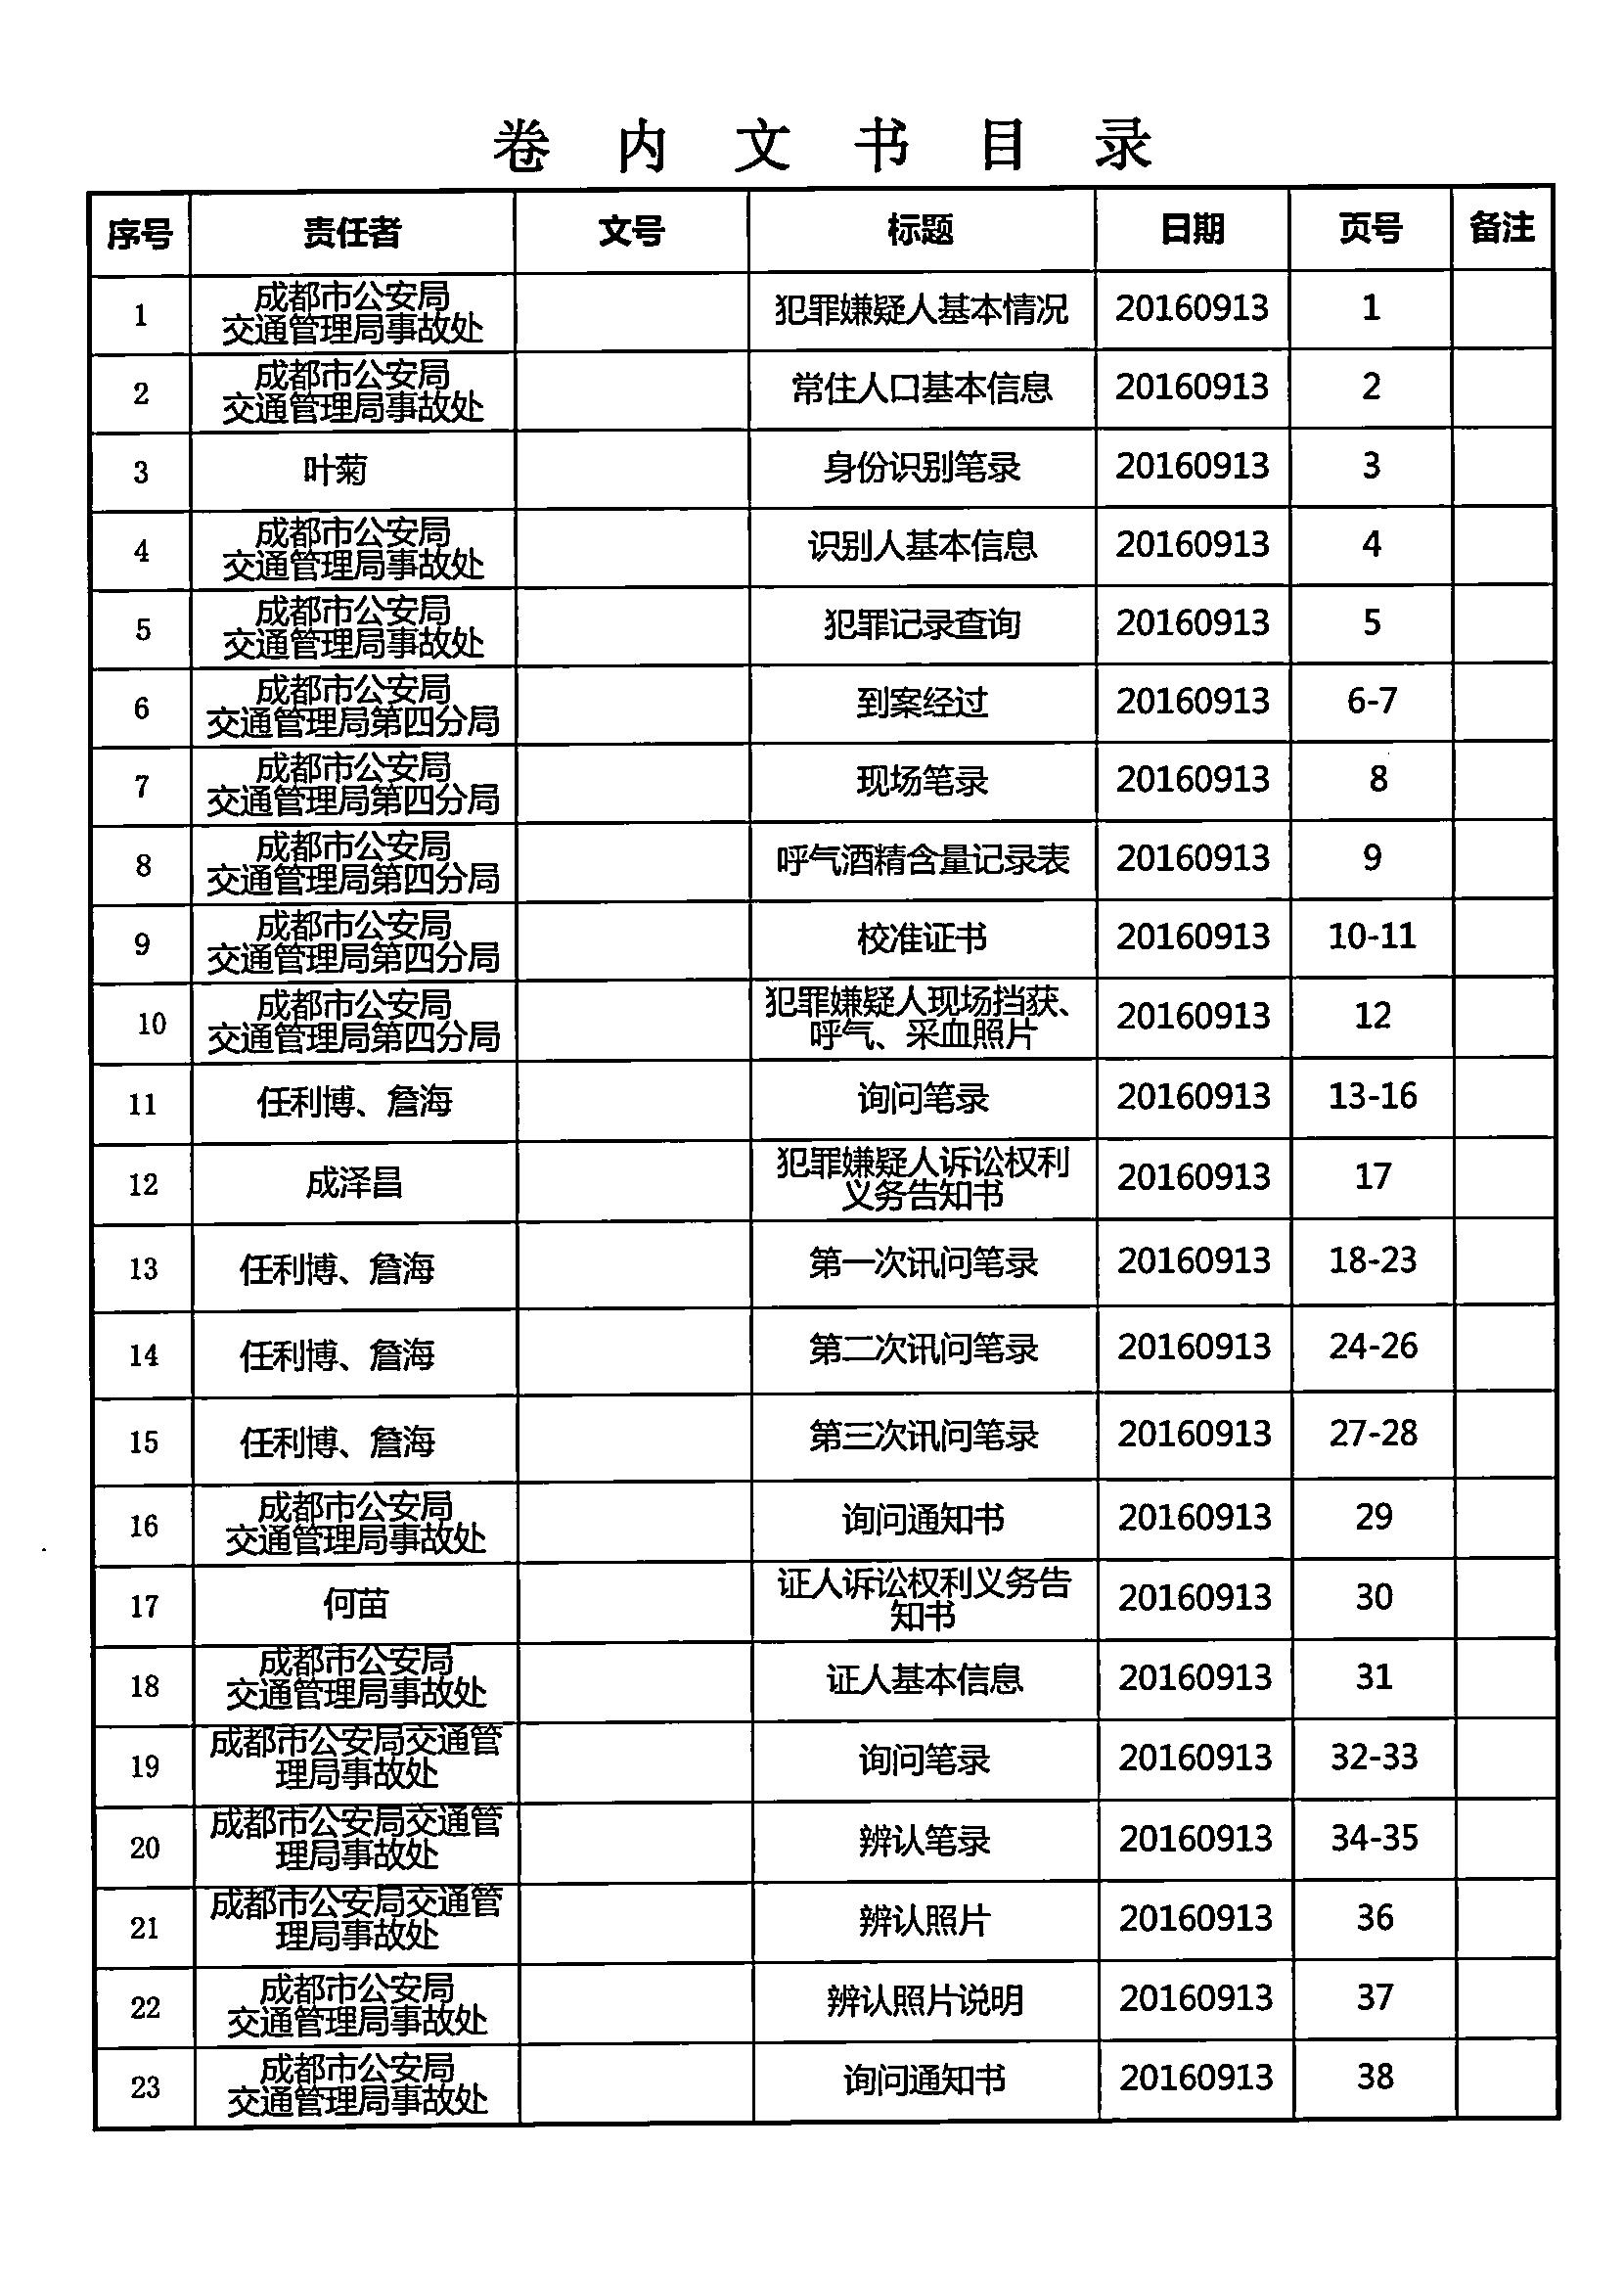 卷内文书目录
序号 责任者 文号 标题 日期 页号 备注
1 成都市公安局 交通管理局事故处 犯罪嫌疑人基本情况 20160913 1
2 成都市公安局 交通管理局事故处 常住人口基本信息 20160913 2
3 叶菊 身份识别笔录 20160913 3
4 成都市公安局 交通管理局事故处 识别人基本信息 20160913 4
5 成都市公安局 交通管理局事故处 犯罪记录查询 20160913 5
6 成都市公安局 交通管理局第四分局 到案经过 20160913 6-7
7 成都市公安局 交通管理局第四分局 现场笔录 20160913 8
8 成都市公安局 交通管理局第四分局 呼气酒精含量记录表 20160913 9
9 成都市公安局 交通管理局第四分局 校准证书 20160913 10-11
10 成都市公安局 交通管理局第四分局 犯罪嫌疑人现场挡获、呼气、采血照片 20160913 12
11 任利博、詹海 询问笔录 20160913 13-16
12 成泽昌 犯罪嫌疑人诉讼权利义务告知书 20160913 17
13 任利博、詹海 第一次讯问笔录 20160913 18-23
14 任利博、詹海 第二次讯问笔录 20160913 24-26
15 任利博、詹海 第三次讯问笔录 20160913 27-28
16 成都市公安局 交通管理局事故处 询问通知书 20160913 29
17 何苗 证人诉讼权利义务告知书 20160913 30
18 成都市公安局 交通管理局事故处 证人基本信息 20160913 31
19 成都市公安局交通管理局事故处 询问笔录 20160913 32-33
20 成都市公安局交通管理局事故处 辨认笔录 20160913 34-35
21 成都市公安局交通管理局事故处 辨认照片 20160913 36
22 成都市公安局 交通管理局事故处 辨认照片说明 20160913 37
23 成都市公安局 交通管理局事故处 询问通知书 20160913 38